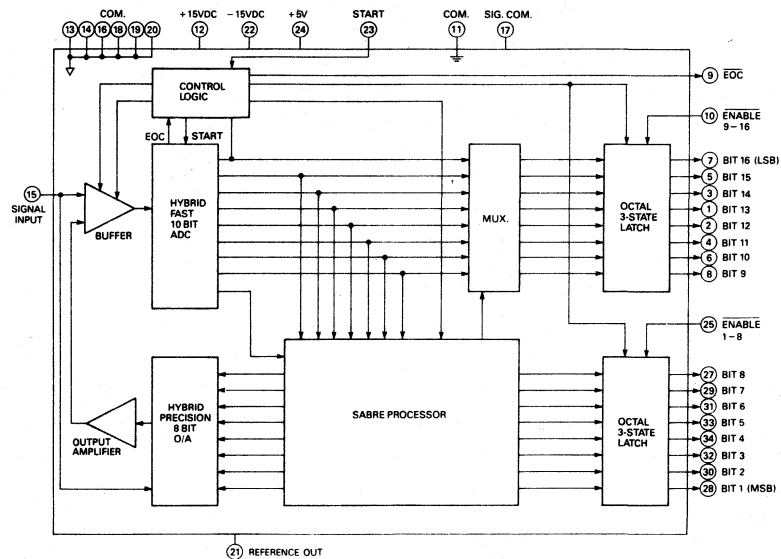 COM. +15VDC -15VDC +5V START COM. SIG. COM.
13 14 16 18 19 20 12 22 24 23 11 17
CONTROL
LOGIC
9 EOC
10 ENABLE
9-16
EOC START
15
SIGNAL
INPUT
BUFFER
HYBRID
FAST
10 BIT
ADC
MUX.
OCTAL
3-STATE
LATCH
7 BIT 16 (LSB)
5 BIT 15
3 BIT 14
1 BIT 13
2 BIT 12
4 BIT 11
6 BIT 10
8 BIT 9
25 ENABLE
1-8
OUTPUT
AMPLIFIER
HYBRID
PRECISION
8 BIT
O/A
SABRE PROCESSOR
OCTAL
3-STATE
LATCH
27 BIT 8
29 BIT 7
31 BIT 6
33 BIT 5
34 BIT 4
32 BIT 3
30 BIT 2
28 BIT 1 (MSB)
21 REFERENCE OUT